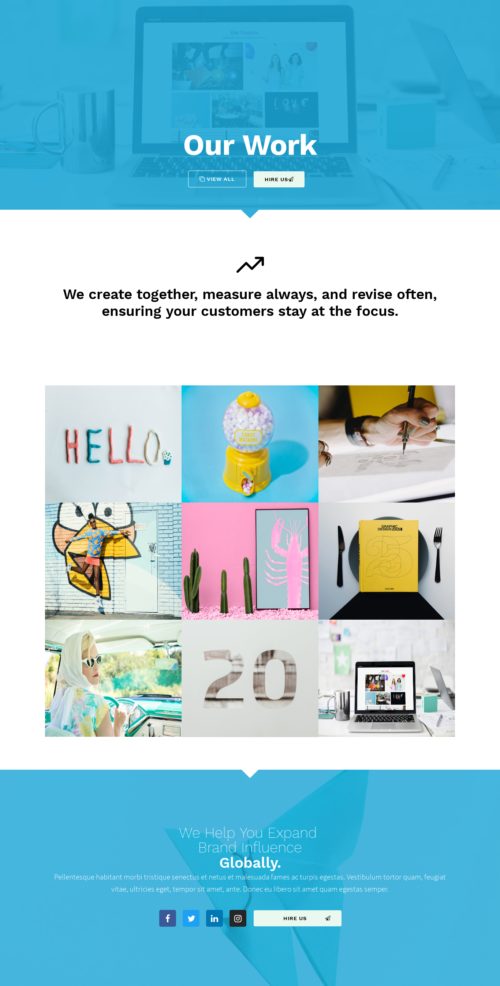 Our Work
VIEW ALL
HIRE US
We create together, measure always, and revise often,
ensuring your customers stay at the focus.
HELLO
GRAPHIC
20
We Help You Expand
Brand Influence
Globally.
Pellentesque habitant morbi tristique senectus et netus et malesuada fames ac turpis egestas. Vestibulum tortor quam, feugiat
vitae, ultricies eget, tempor sit amet, ante. Donec eu libero sit amet quam egestas semper.
HIRE US